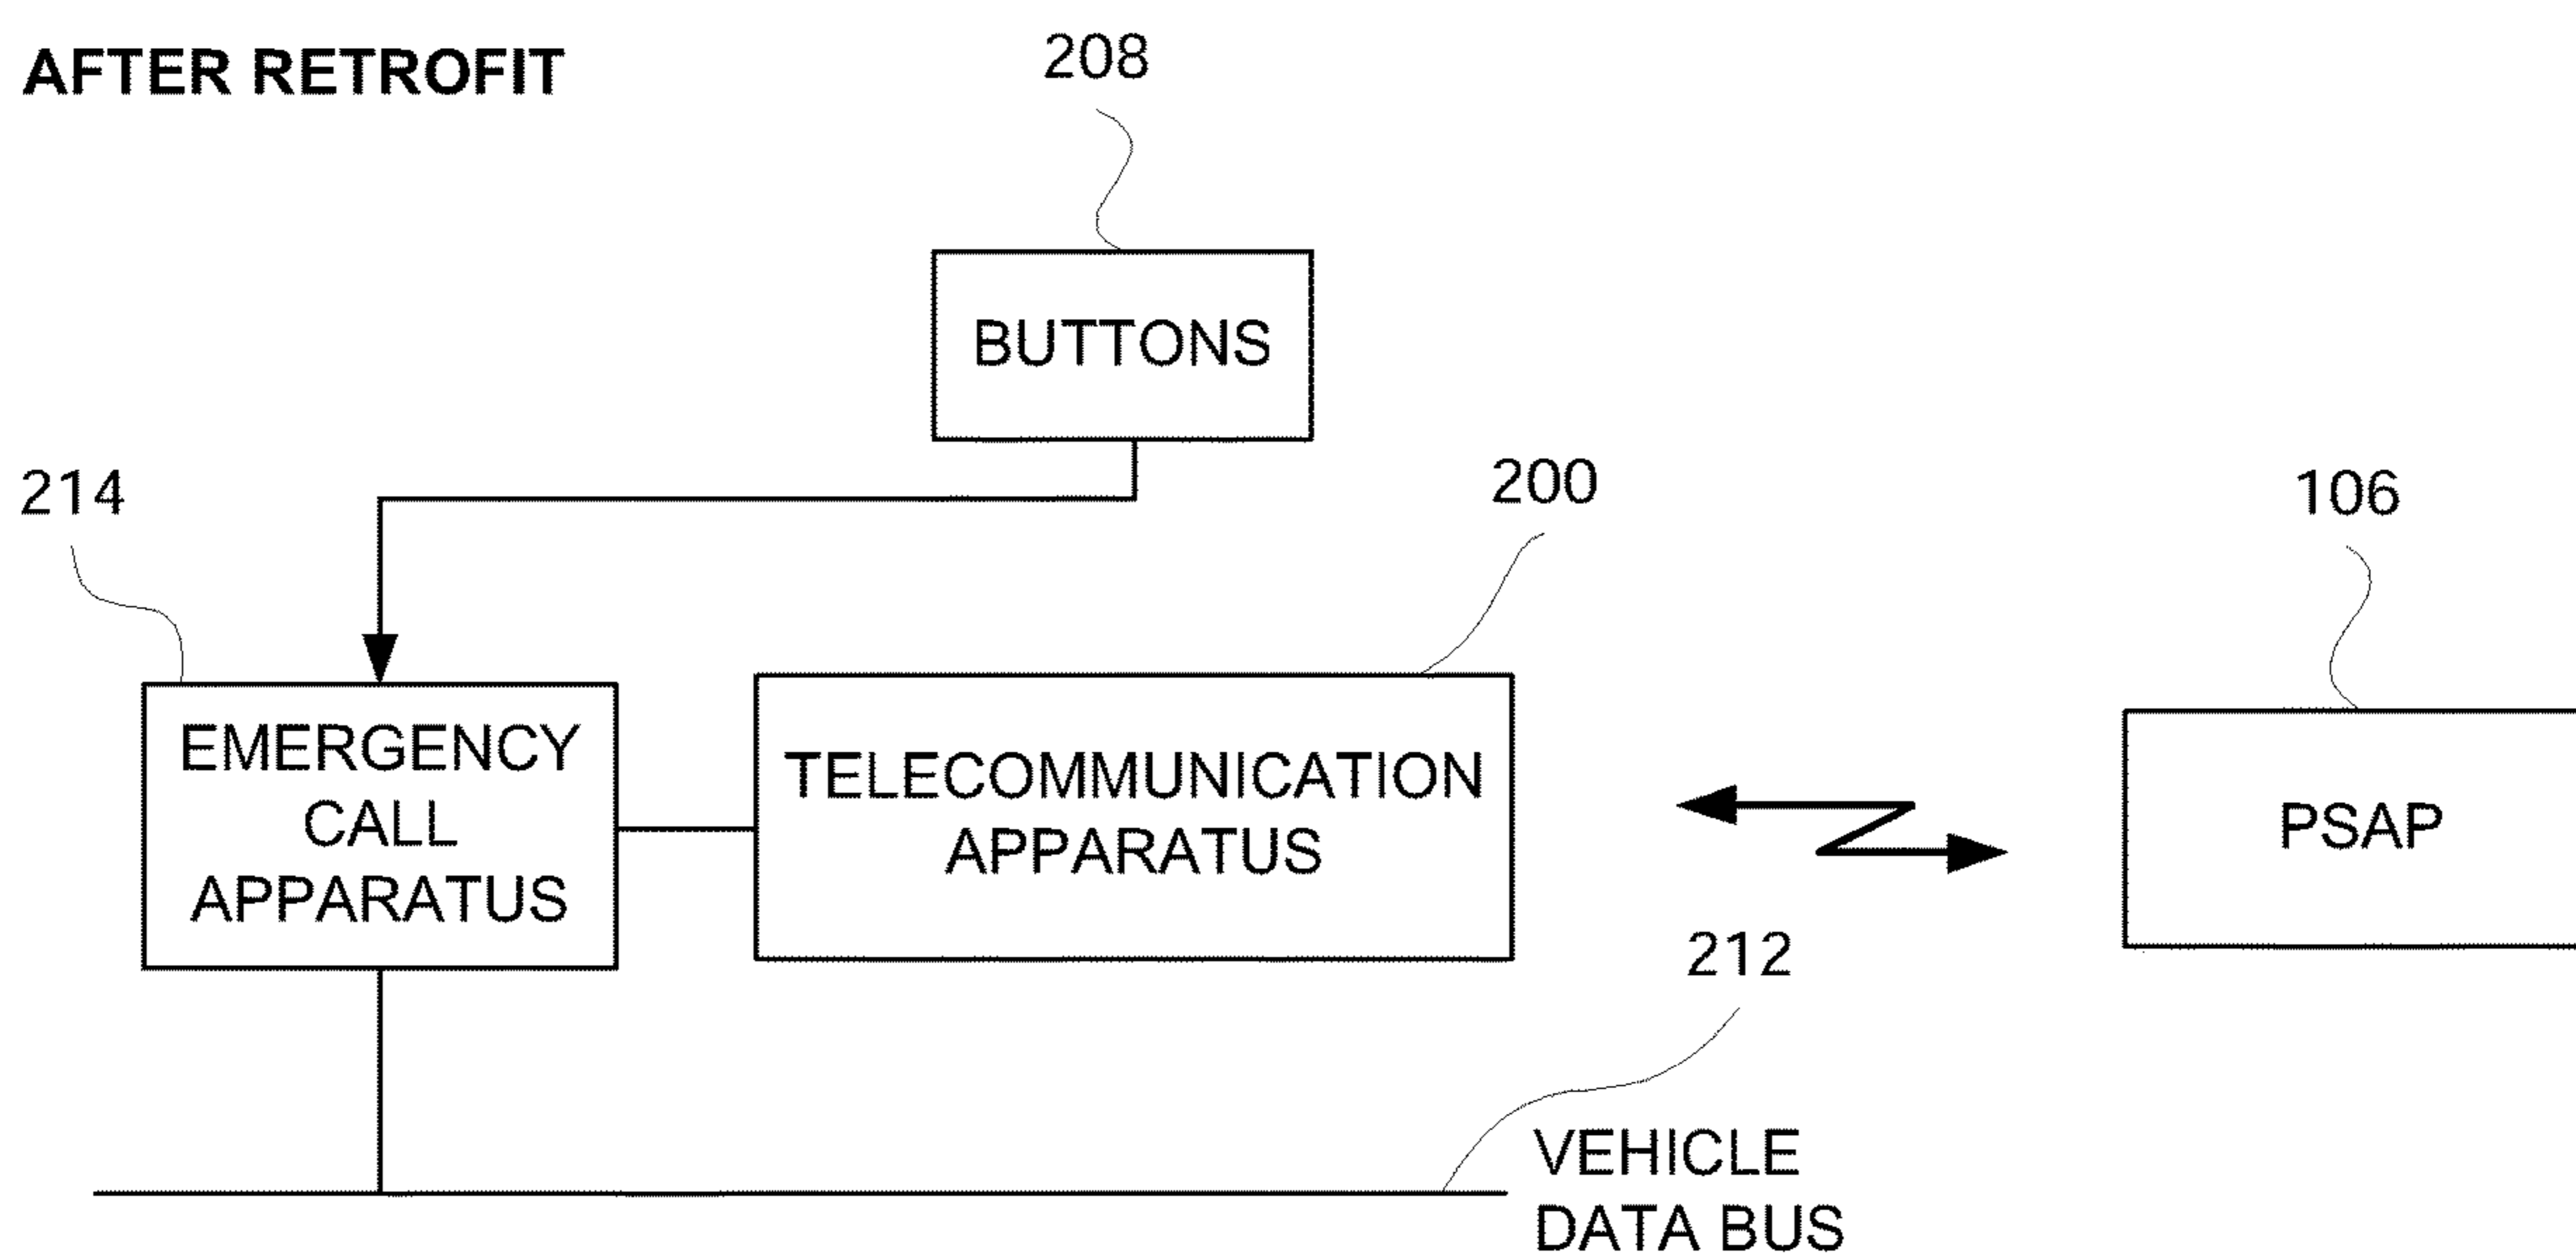 AFTER RETROFIT
208
BUTTONS
214
200
106
EMERGENCY
CALL
APPARATUS
TELECOMMUNICATION
APPARATUS
PSAP
212
VEHICLE
DATA BUS